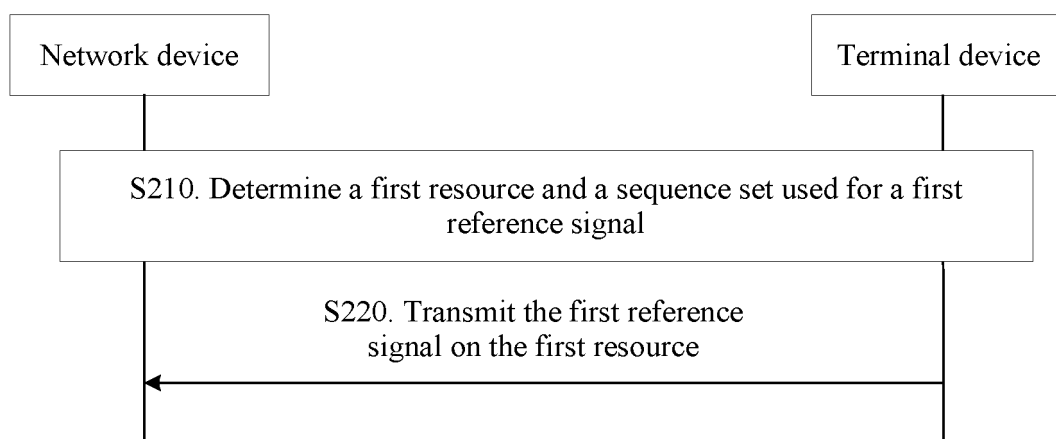 Network device
Terminal device
S210. Determine a first resource and a sequence set used for a first
reference signal
S220. Transmit the first reference
signal on the first resource